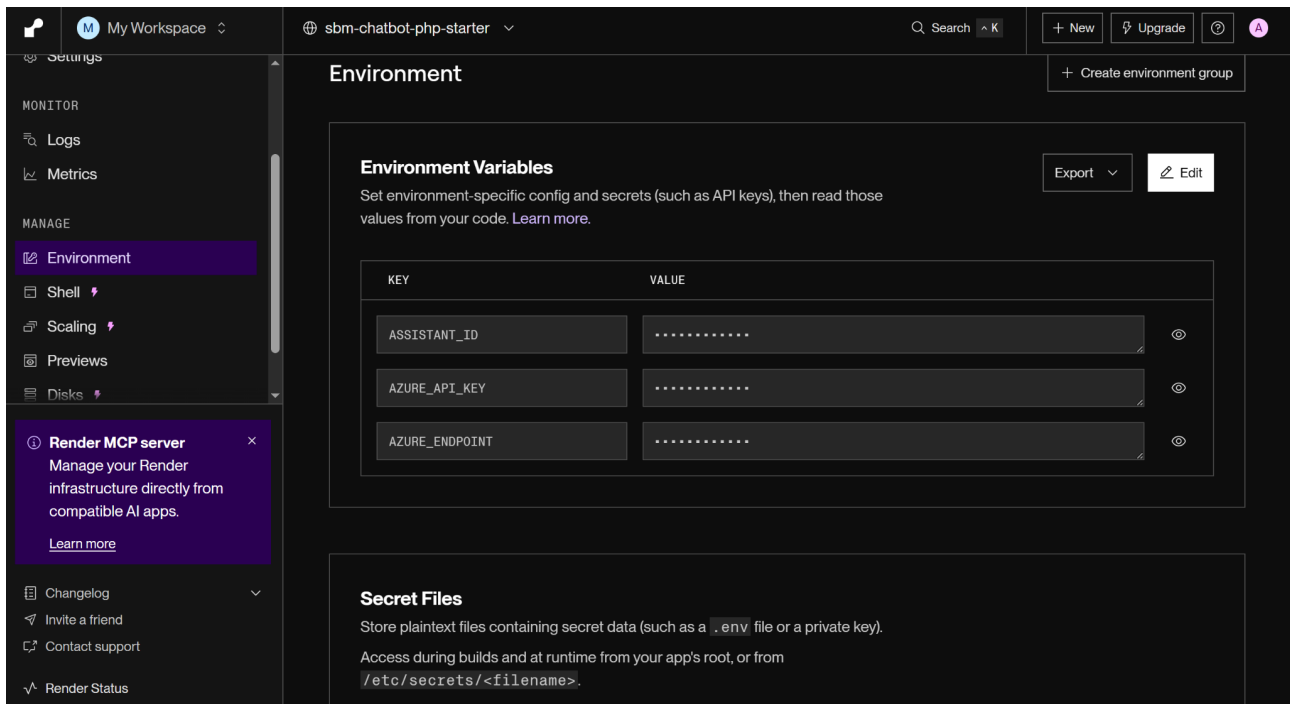 M My Workspace
sbm-chatbot-php-starter
Search ^ K
+ New
Upgrade
A
Settings
MONITOR
Logs
Metrics
MANAGE
Environment
Shell
Scaling
Previews
Disks
Render MCP server
Manage your Render
infrastructure directly from
compatible AI apps.
Learn more
Changelog
Invite a friend
Contact support
Render Status
Environment
+ Create environment group
Environment Variables
Set environment-specific config and secrets (such as API keys), then read those
values from your code. Learn more.
Export
Edit
KEY VALUE
ASSISTANT_ID ••••••••••••
AZURE_API_KEY ••••••••••••
AZURE_ENDPOINT ••••••••••••
Secret Files
Store plaintext files containing secret data (such as a .env file or a private key).
Access during builds and at runtime from your app's root, or from
/etc/secrets/<filename>.